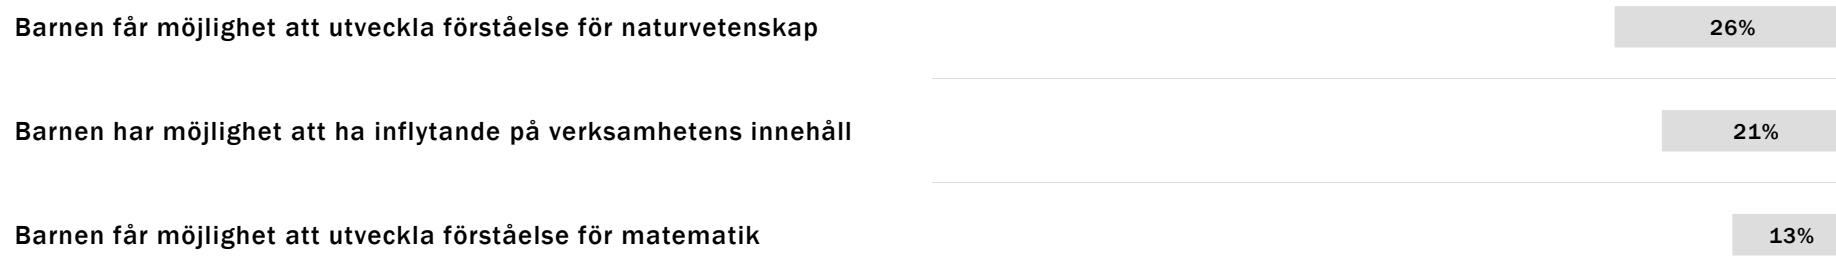 Barnen får möjlighet att utveckla förståelse för naturvetenskap 26%
Barnen har möjlighet att ha inflytande på verksamhetens innehåll 21%
Barnen får möjlighet att utveckla förståelse för matematik 13%